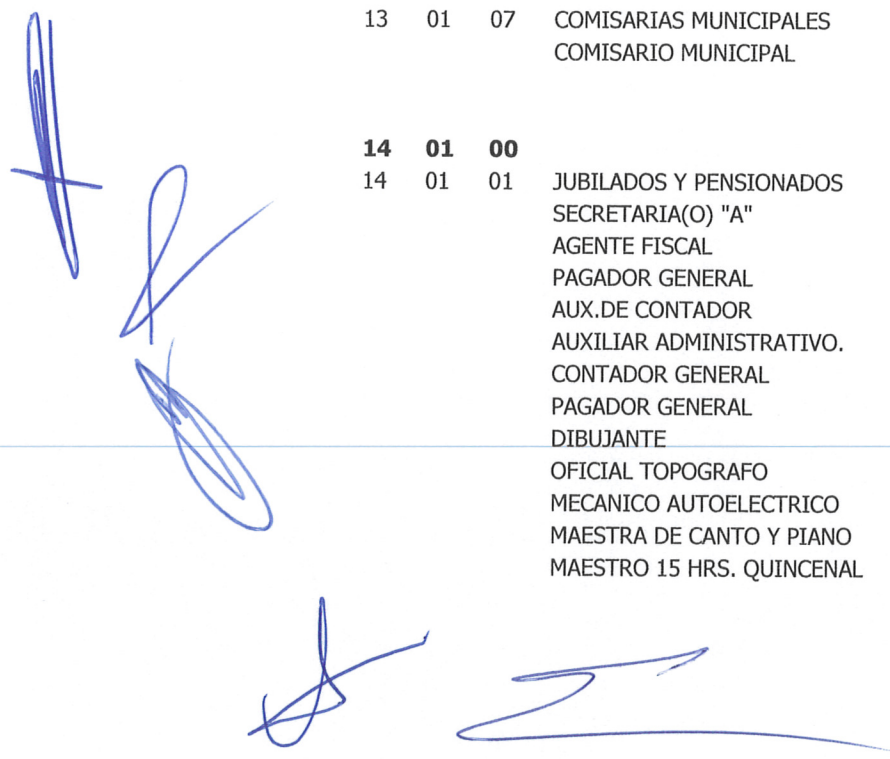 13 01 07 COMISARIAS MUNICIPALES
COMISARIO MUNICIPAL
14 01 00
14 01 01 JUBILADOS Y PENSIONADOS
SECRETARIA(O) "A"
AGENTE FISCAL
PAGADOR GENERAL
AUX.DE CONTADOR
AUXILIAR ADMINISTRATIVO.
CONTADOR GENERAL
PAGADOR GENERAL
DIBUJANTE
OFICIAL TOPOGRAFO
MECANICO AUTOELECTRICO
MAESTRA DE CANTO Y PIANO
MAESTRO 15 HRS. QUINCENAL